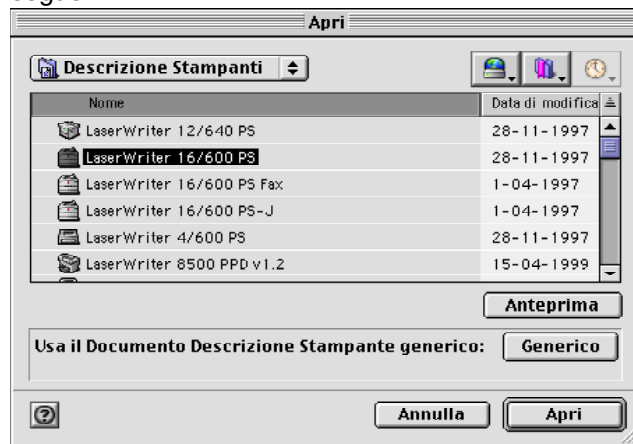 Apri
Descrizione Stampanti
Nome Data di modifica
LaserWriter 12/640 PS 28-11-1997
LaserWriter 16/600 PS 28-11-1997
LaserWriter 16/600 PS Fax 1-04-1997
LaserWriter 16/600 PS-J 1-04-1997
LaserWriter 4/600 PS 28-11-1997
LaserWriter 8500 PPD v1.2 15-04-1999
Anteprima
Usa il Documento Descrizione Stampante generico: Generico
? Annulla Apri